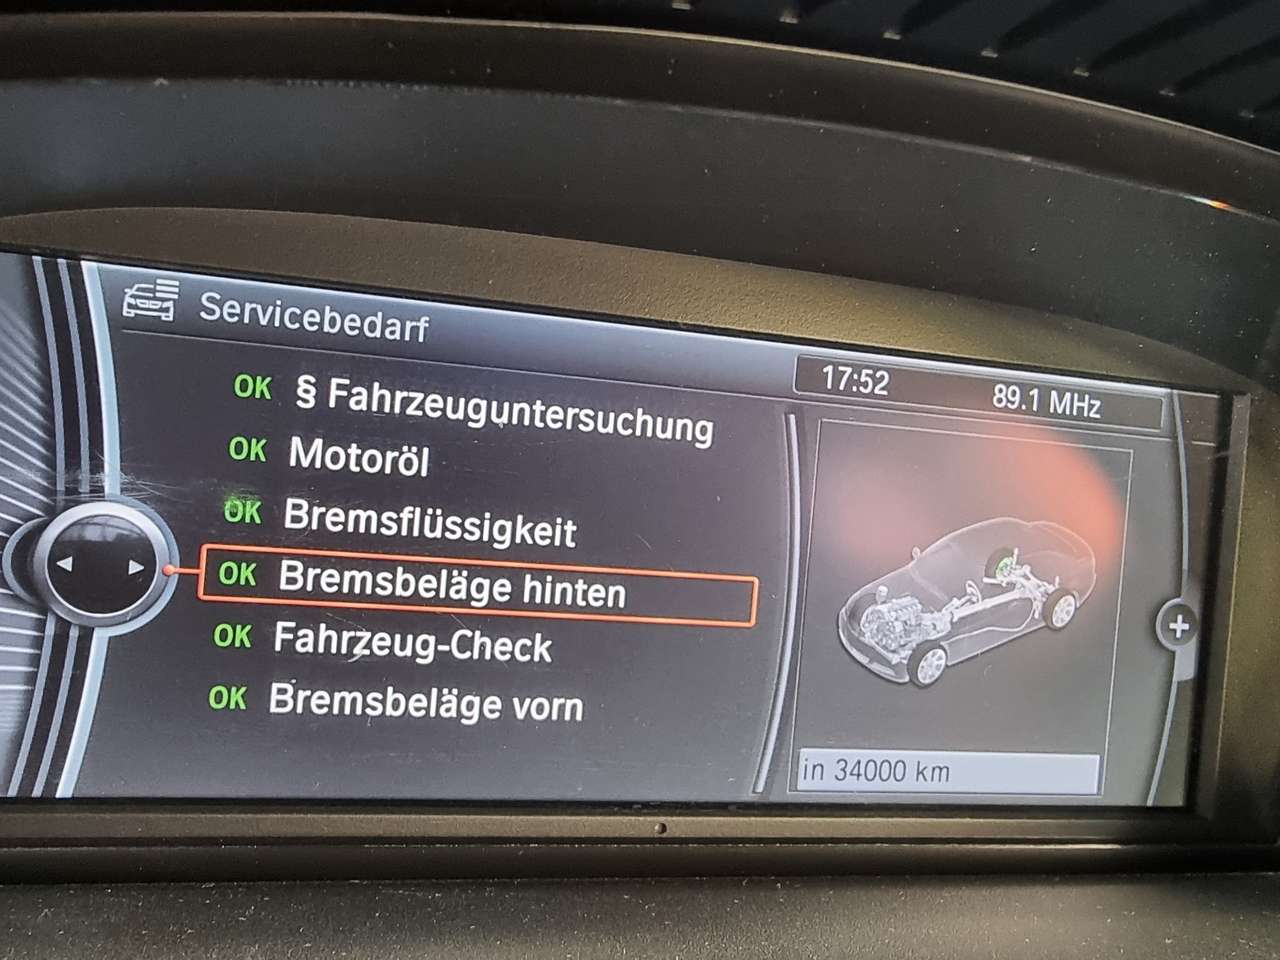 Servicebedarf
17:52 89.1 MHz
OK § Fahrzeuguntersuchung
OK Motoröl
OK Bremsflüssigkeit
OK Bremsbeläge hinten
OK Fahrzeug-Check
OK Bremsbeläge vorn
in 34000 km